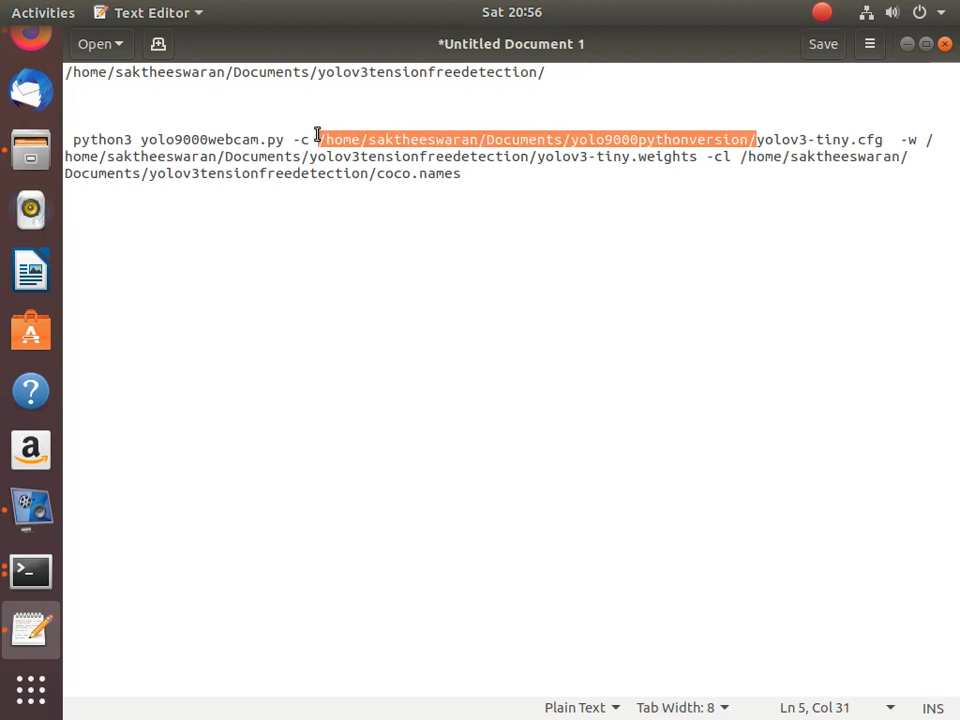 Activities Text Editor Sat 20:56
Open *Untitled Document 1 Save
/home/saktheeswaran/Documents/yolov3tensionfreedetection/
python3 yolo9000webcam.py -c /home/saktheeswaran/Documents/yolo9000pythonversion/yolov3-tiny.cfg  -w /
home/saktheeswaran/Documents/yolov3tensionfreedetection/yolov3-tiny.weights -cl /home/saktheeswaran/
Documents/yolov3tensionfreedetection/coco.names
Plain Text Tab Width: 8 Ln 5, Col 31 INS